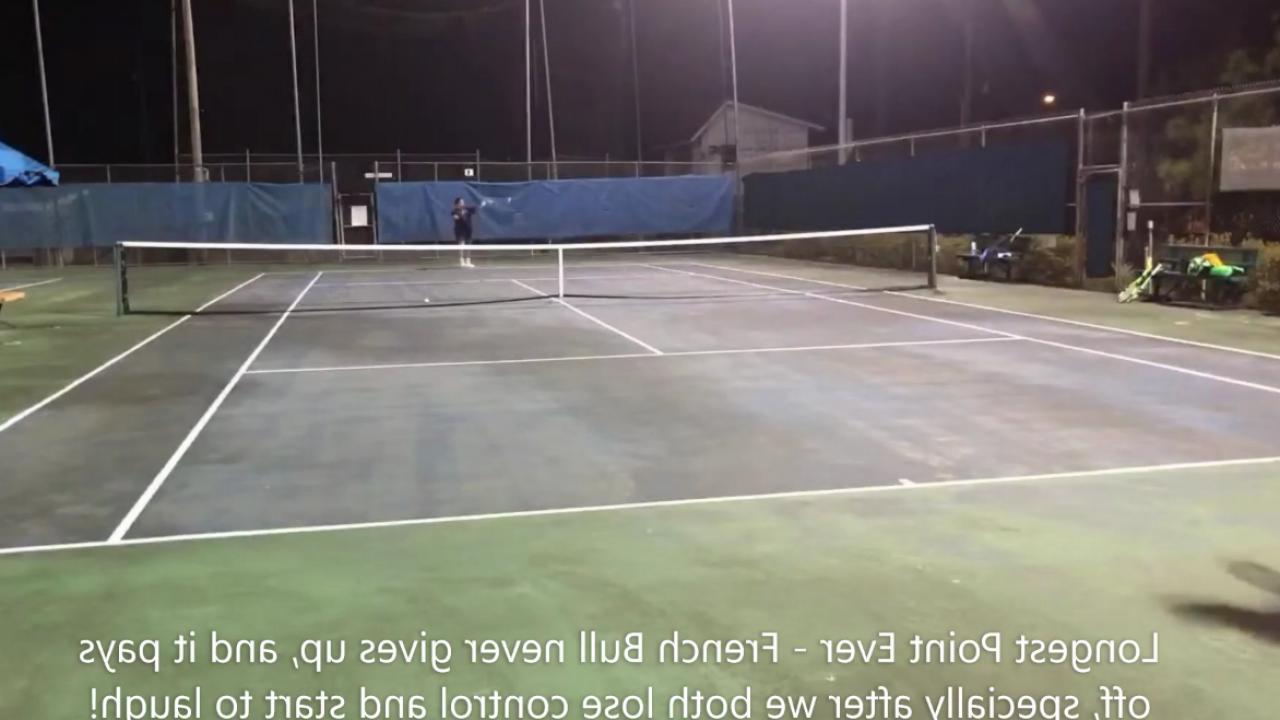 Longest Point Ever - French Bull never gives up, and it pays
off, specially after we both lose control and start to laugh!